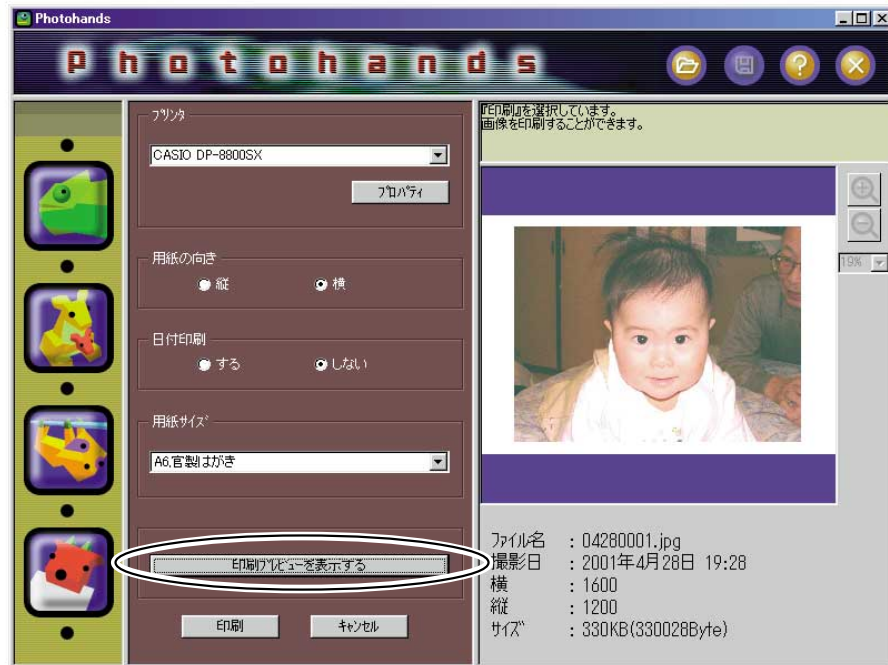 Photohands
Photohands
プリンタ
CASIO DP-8800SX
プロパティ
用紙の向き
縦
横
日付印刷
する
しない
用紙サイズ
A6,官製はがき
印刷プレビューを表示する
印刷
キャンセル
『印刷』を選択しています。
画像を印刷することができます。
19%
ファイル名 : 04280001.jpg
撮影日 : 2001年4月28日 19:28
横 : 1600
縦 : 1200
サイズ : 330KB(330028Byte)